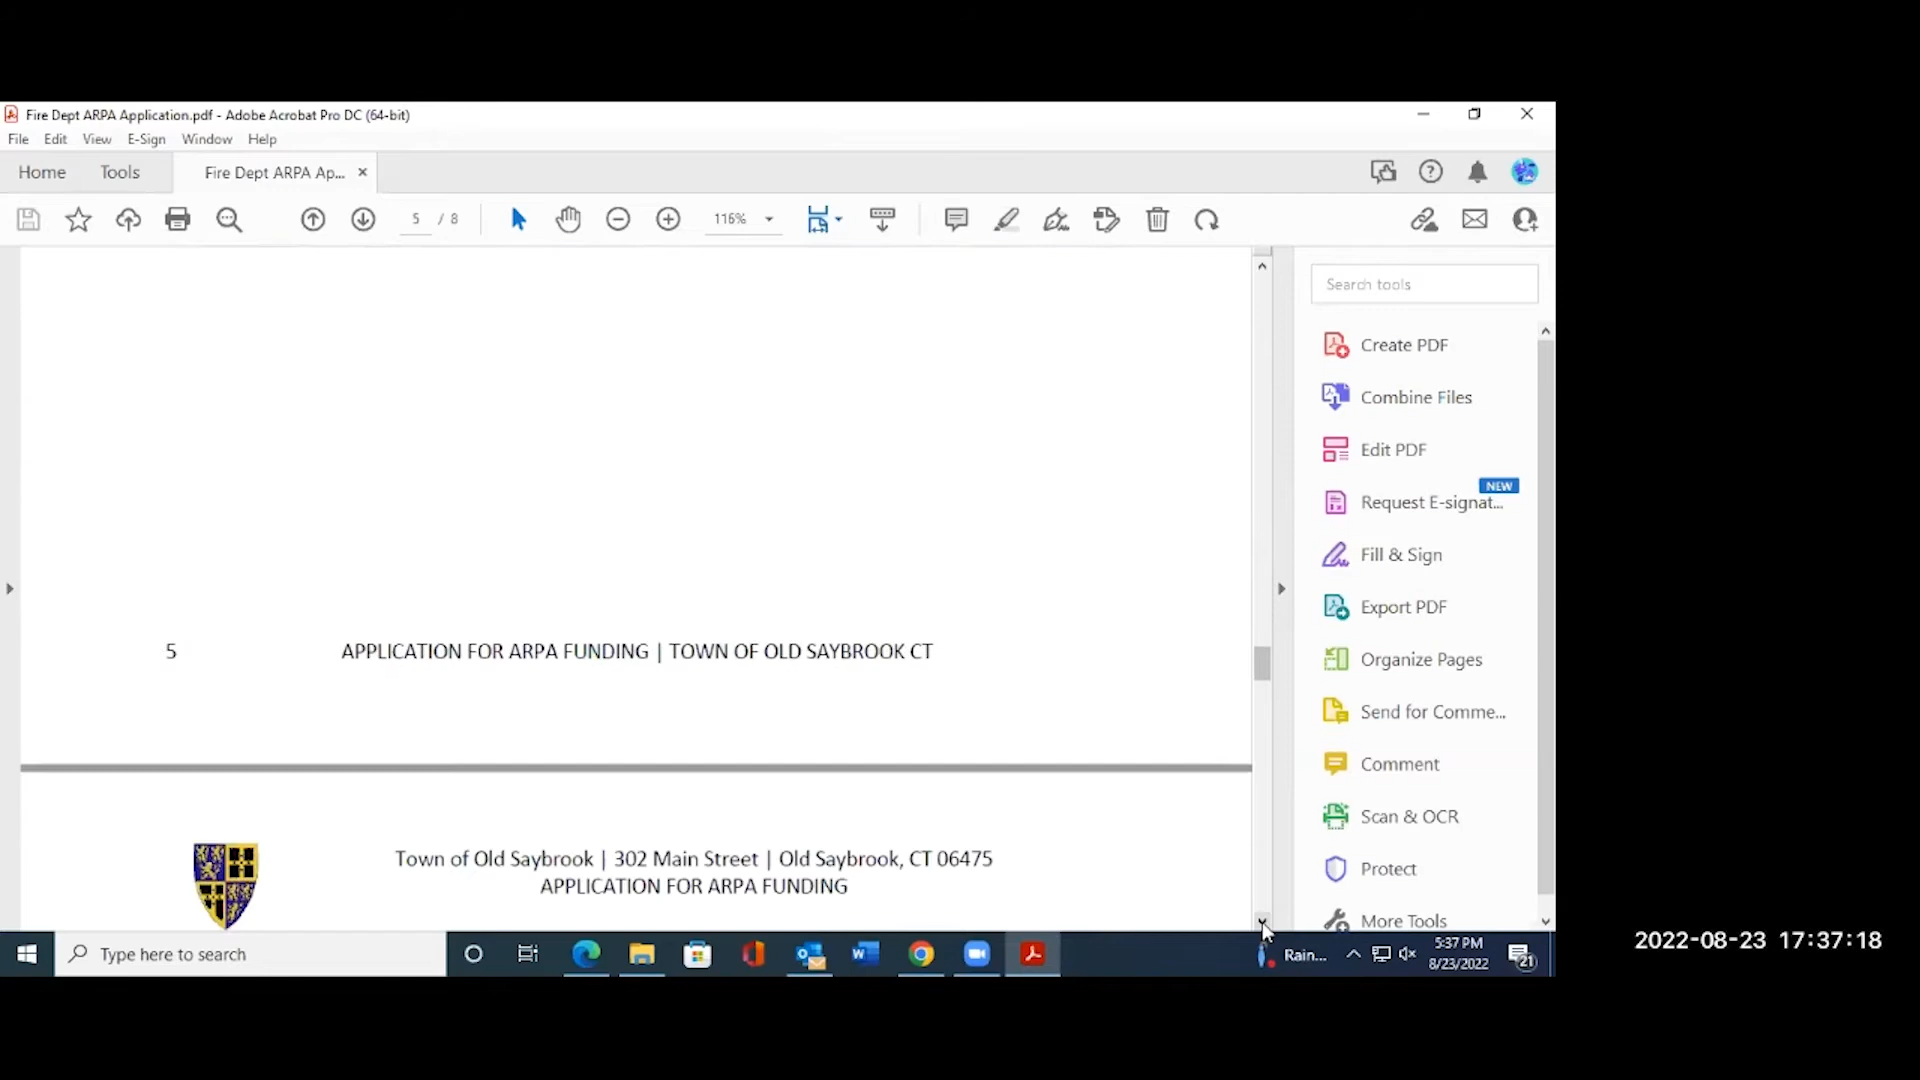 Fire Dept ARPA Application.pdf - Adobe Acrobat Pro DC (64-bit)
File Edit View E-Sign Window Help
Home Tools Fire Dept ARPA Ap... ×
5 / 8 116%
Search tools
Create PDF
Combine Files
Edit PDF
NEW
Request E-signat...
Fill & Sign
Export PDF
Organize Pages
Send for Comme...
Comment
Scan & OCR
Protect
More Tools
5 APPLICATION FOR ARPA FUNDING | TOWN OF OLD SAYBROOK CT
Town of Old Saybrook | 302 Main Street | Old Saybrook, CT 06475
APPLICATION FOR ARPA FUNDING
Type here to search
Rain...
5:37 PM
8/23/2022
21
2022-08-23 17:37:18